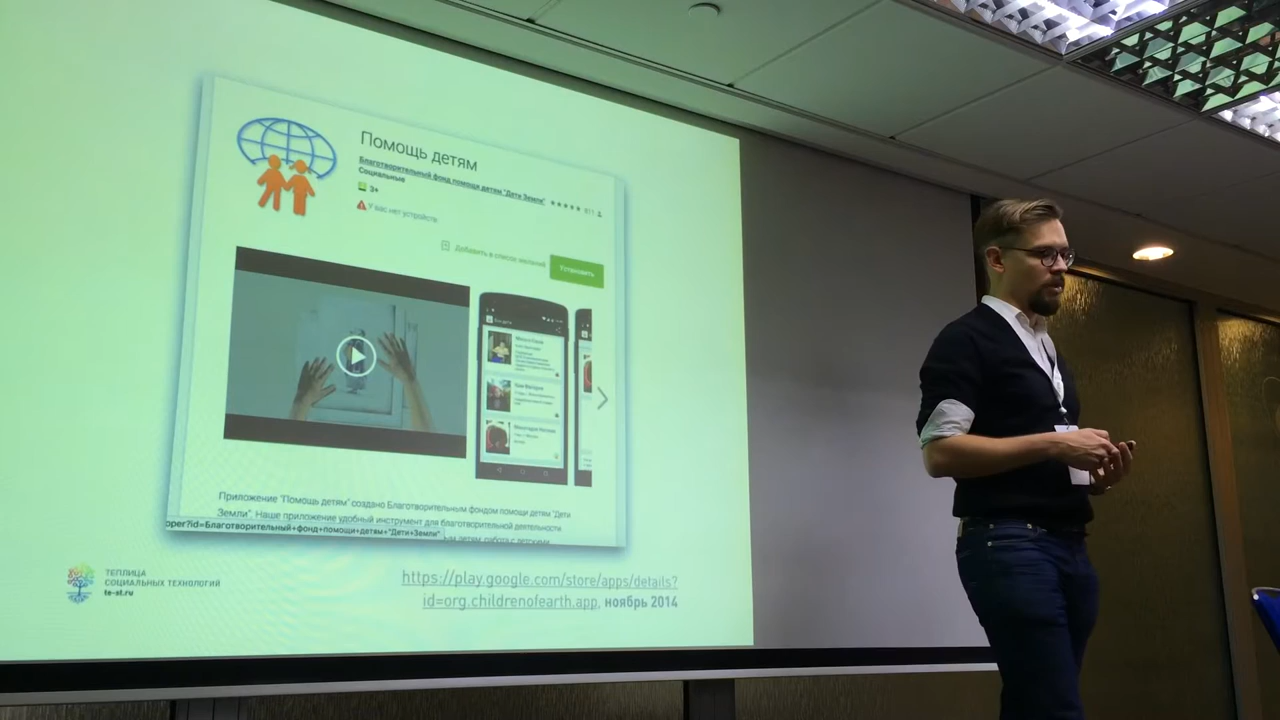 Помощь детям
Благотворительный фонд помощи детям "Дети Земли"
Социальные
3+
У вас нет устройств
Добавить в список желаний
Установить
Приложение "Помощь детям" создано Благотворительным фондом помощи детям "Дети
Земли". Наше приложение удобный инструмент для благотворительной деятельности.
oper?id=Благотворительный+фонд+помощи+детям+"Дети+Земли"
ТЕПЛИЦА
СОЦИАЛЬНЫХ ТЕХНОЛОГИЙ
te-st.ru
https://play.google.com/store/apps/details?
id=org.childrenofearth.app, ноябрь 2014